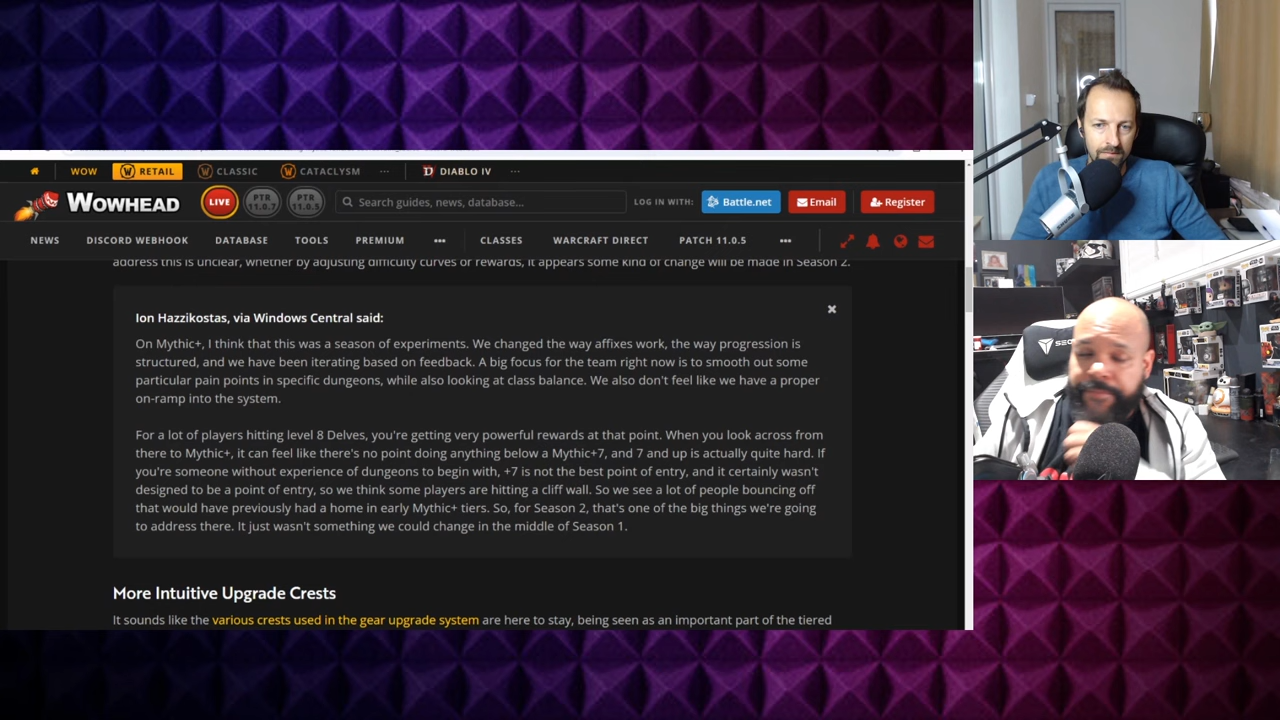 WOW RETAIL CLASSIC CATACLYSM ... DIABLO IV ...
WOWHEAD LIVE PTR 11.0.7 PTR 11.0.5 Search guides, news, database... LOG IN WITH: Battle.net Email Register
NEWS DISCORD WEBHOOK DATABASE TOOLS PREMIUM ... CLASSES WARCRAFT DIRECT PATCH 11.0.5 ...
address this is unclear, whether by adjusting difficulty curves or rewards, it appears some kind of change will be made in Season 2.
Ion Hazzikostas, via Windows Central said:
On Mythic+, I think that this was a season of experiments. We changed the way affixes work, the way progression is
structured, and we have been iterating based on feedback. A big focus for the team right now is to smooth out some
particular pain points in specific dungeons, while also looking at class balance. We also don't feel like we have a proper
on-ramp into the system.
For a lot of players hitting level 8 Delves, you're getting very powerful rewards at that point. When you look across from
there to Mythic+, it can feel like there's no point doing anything below a Mythic+7, and 7 and up is actually quite hard. If
you're someone without experience of dungeons to begin with, +7 is not the best point of entry, and it certainly wasn't
designed to be a point of entry, so we think some players are hitting a cliff wall. So we see a lot of people bouncing off
that would have previously had a home in early Mythic+ tiers. So, for Season 2, that's one of the big things we're going
to address there. It just wasn't something we could change in the middle of Season 1.
More Intuitive Upgrade Crests
It sounds like the various crests used in the gear upgrade system are here to stay, being seen as an important part of the tiered